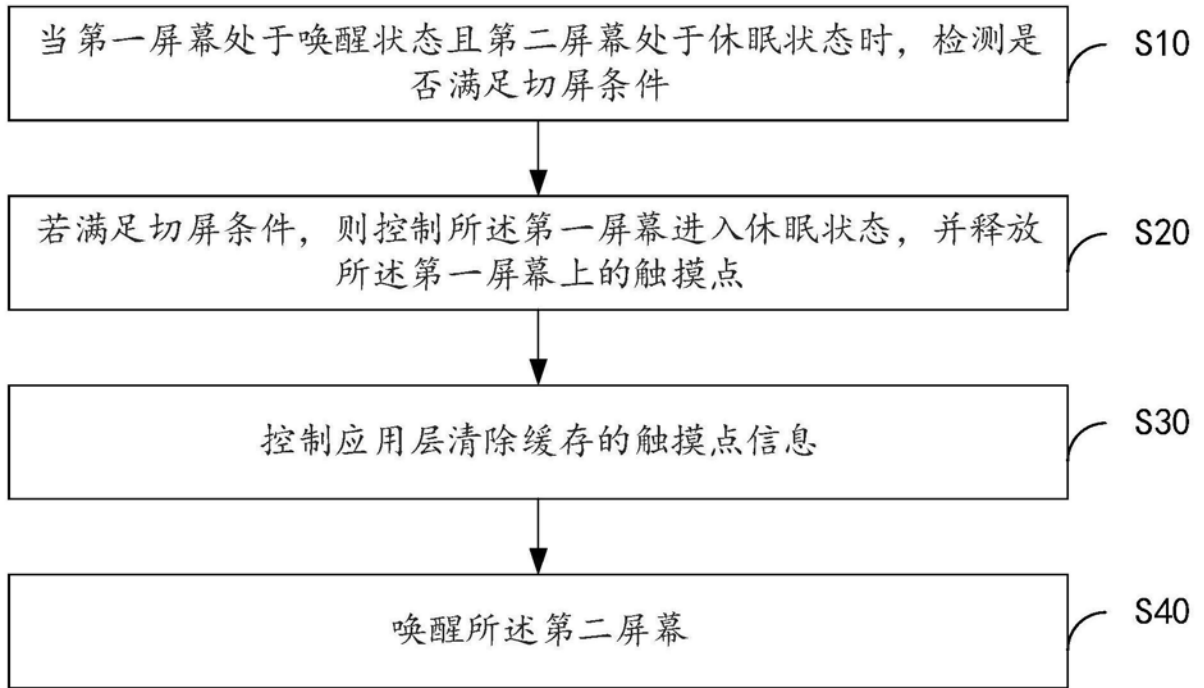 当第一屏幕处于唤醒状态且第二屏幕处于休眠状态时，检测是
否满足切屏条件
S10
若满足切屏条件，则控制所述第一屏幕进入休眠状态，并释放
所述第一屏幕上的触摸点
S20
控制应用层清除缓存的触摸点信息
S30
唤醒所述第二屏幕
S40